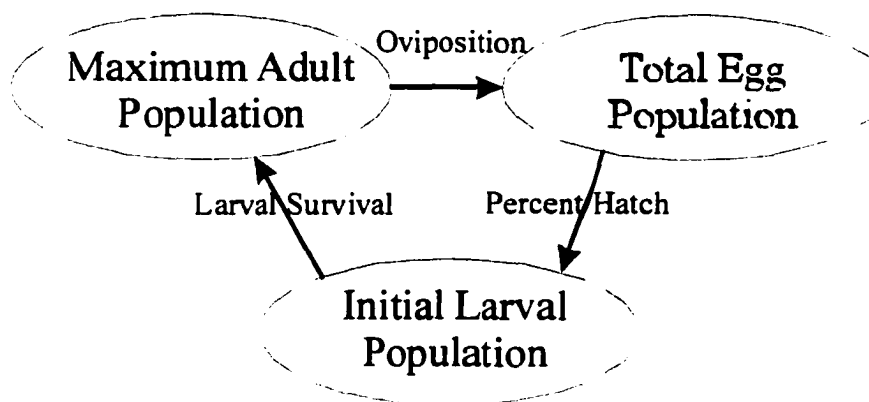 Oviposition
Maximum Adult
Population
Total Egg
Population
Larval Survival
Percent Hatch
Initial Larval
Population